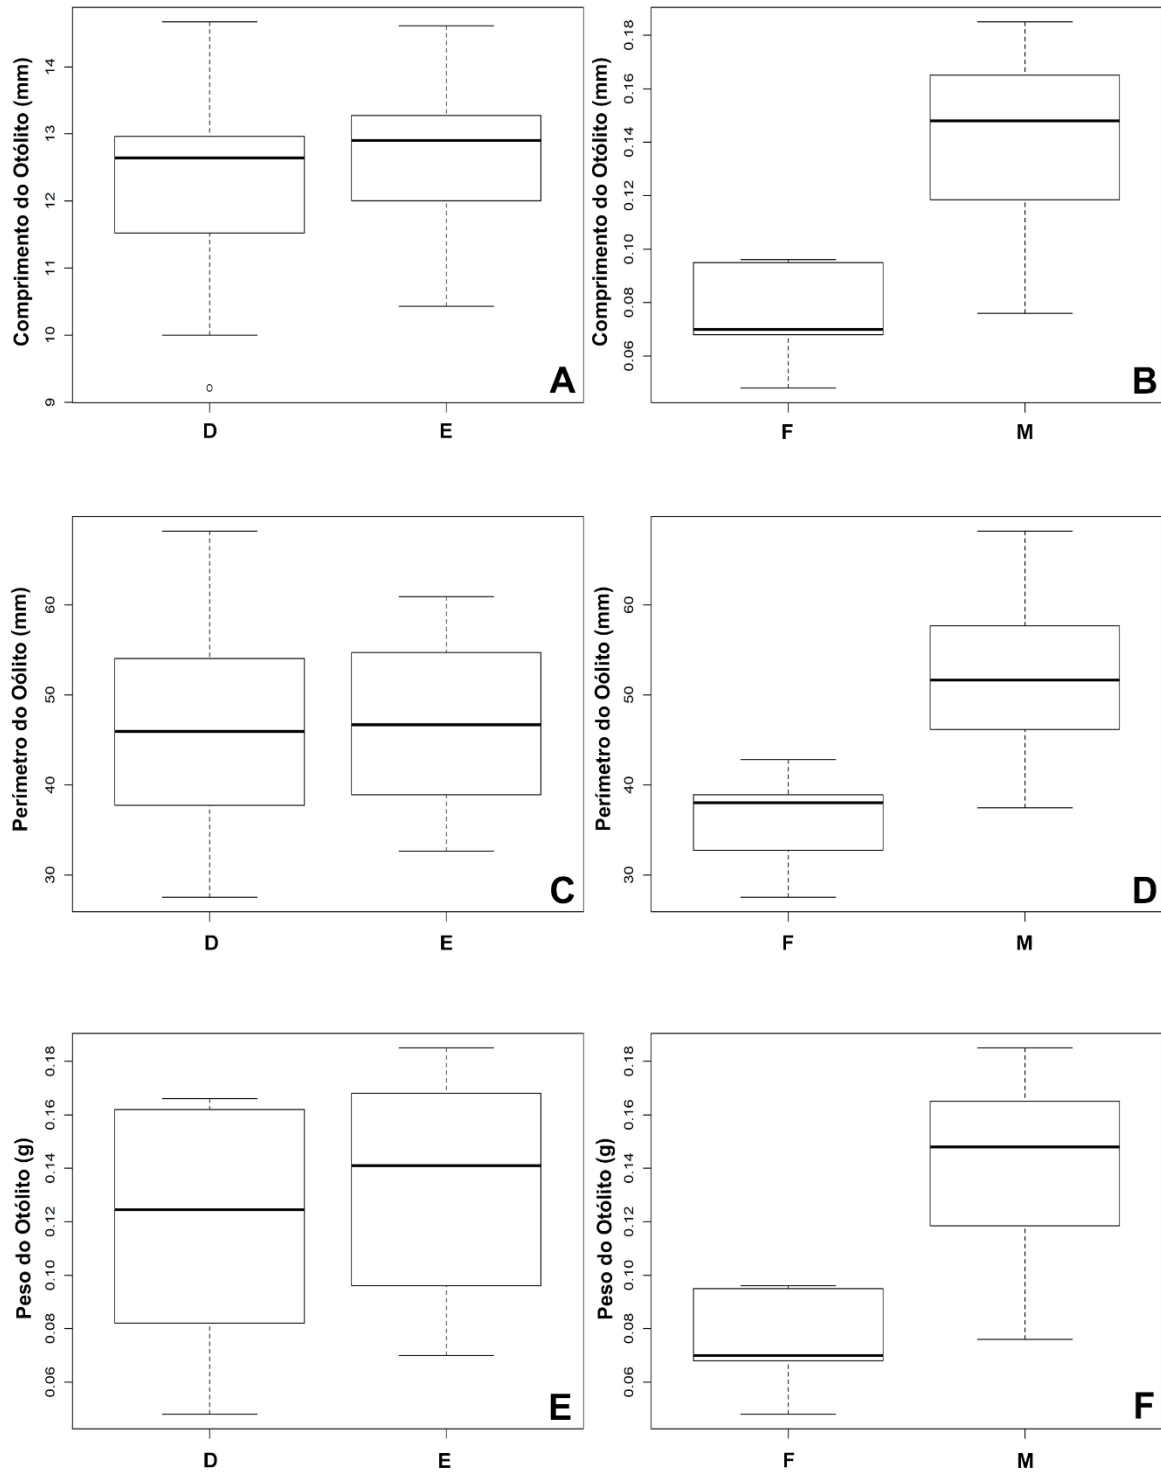 Comprimento do Otólito (mm)
14
13
12
11
10
9
D
E
A
Comprimento do Otólito (mm)
0.18
0.16
0.14
0.12
0.10
0.08
0.06
F
M
B
Perímetro do Oólito (mm)
60
50
40
30
D
E
C
Perímetro do Oólito (mm)
60
50
40
30
F
M
D
Peso do Otólito (g)
0.18
0.16
0.14
0.12
0.10
0.08
0.06
D
E
E
Peso do Otólito (g)
0.18
0.16
0.14
0.12
0.10
0.08
0.06
F
M
F